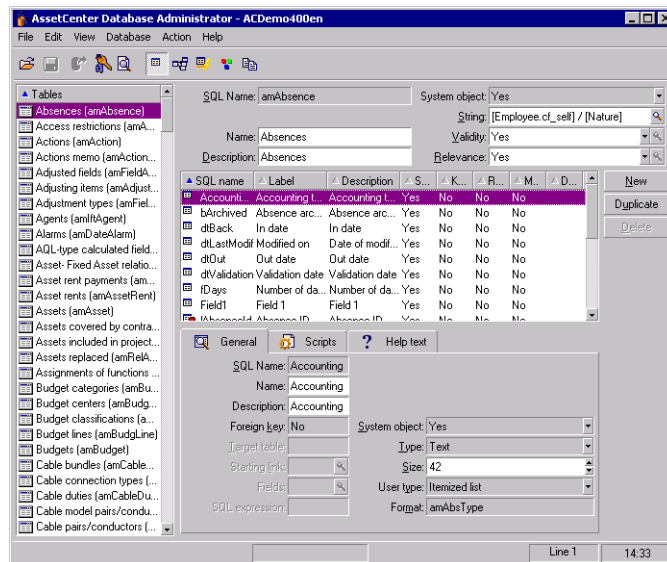 AssetCenter Database Administrator - ACDemo400en
File Edit View Database Action Help
Tables
Absences (amAbsence)
Access restrictions (amA...
Actions (amAction)
Actions memo (amAction...
Adjusted fields (amFieldA...
Adjusting items (amAdjust...
Adjustment types (amFiel...
Agents (amIftAgent)
Alarms (amDateAlarm)
AQL-type calculated field...
Asset- Fixed Asset relatio...
Asset rent payments (am...
Asset rents (amAssetRent)
Assets (amAsset)
Assets covered by contra...
Assets included in project...
Assets replaced (amRelA...
Assignments of functions ...
Budget categories (amBu...
Budget centers (amBudg...
Budget classifications (a...
Budget lines (amBudgLine)
Budgets (amBudget)
Cable bundles (amCable...
Cable connection types (...
Cable duties (amCableDu...
Cable model pairs/condu...
Cable pairs/conductors (...
SQL Name: amAbsence System object: Yes
String: [Employee.cf_self] / [Nature]
Name: Absences Validity: Yes
Description: Absences Relevance: Yes
SQL name Label Description S... K... R... M.. D...
Accounti... Accounting t... Accounting t... Yes No No No
bArchived Absence arc... Absence arc... Yes No No No
dtBack In date In date Yes No No No
dtLastModif Modified on Date of modif... Yes No No No
dtOut Out date Out date Yes No No No
dtValidation Validation date Validation date Yes No No No
fDays Number of da... Number of da... Yes No No No
Field1 Field 1 Field 1 Yes No No No
lAbsenceId Absence ID Absence ID Yes No No No
New
Duplicate
Delete
General Scripts Help text
SQL Name: Accounting
Name: Accounting
Description: Accounting
Foreign key: No System object: Yes
Target table: Type: Text
Starting link: Size: 42
Fields: User type: Itemized list
SQL expression: Format: amAbsType
Line 1 14:33